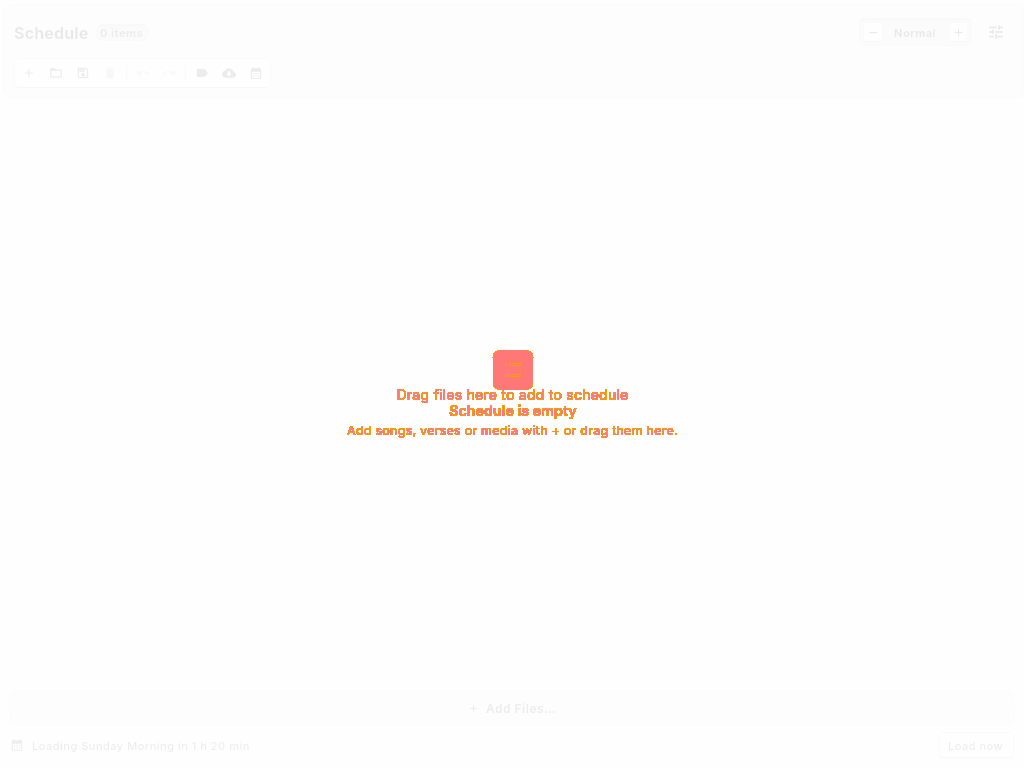 Schedule 0 items
Normal
Drag files here to add to schedule
Schedule is empty
Add songs, verses or media with + or drag them here.
+ Add Files...
Loading Sunday Morning in 1 h 20 min
Load now